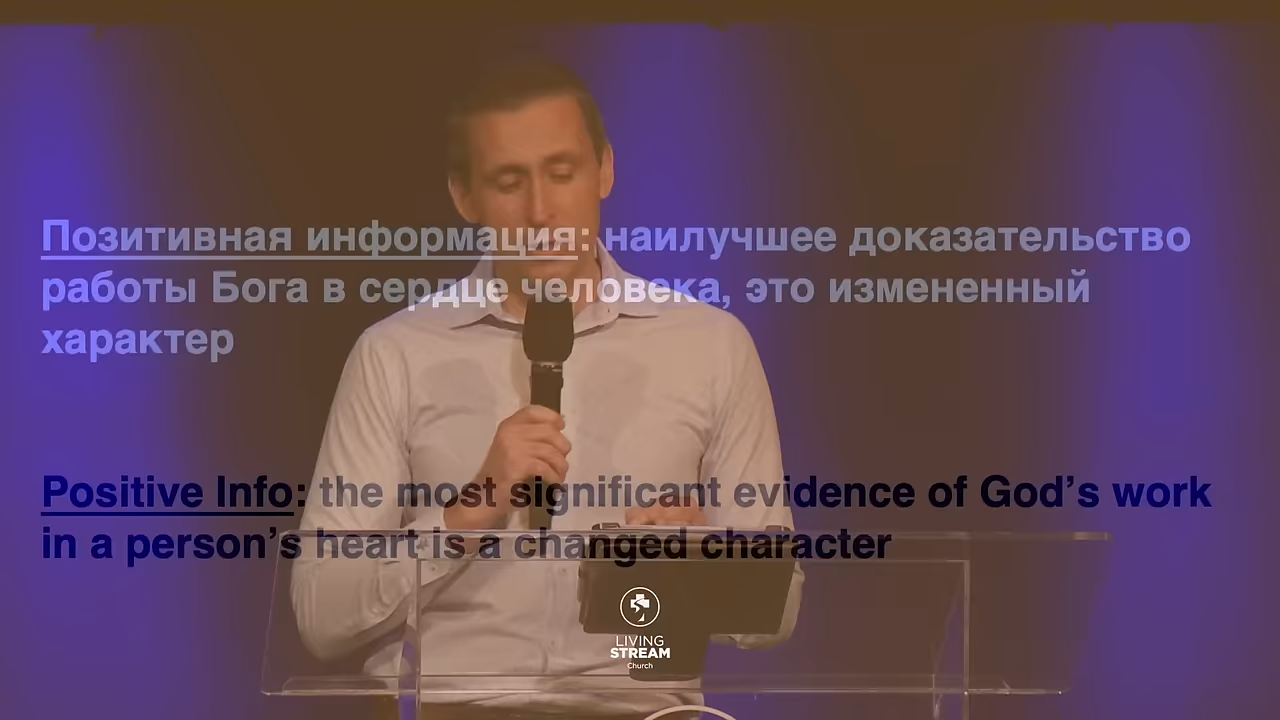 Позитивная информация: наилучшее доказательство
работы Бога в сердце человека, это измененный
характер
Positive Info: the most significant evidence of God’s work
in a person’s heart is a changed character
LIVING
STREAM
Church